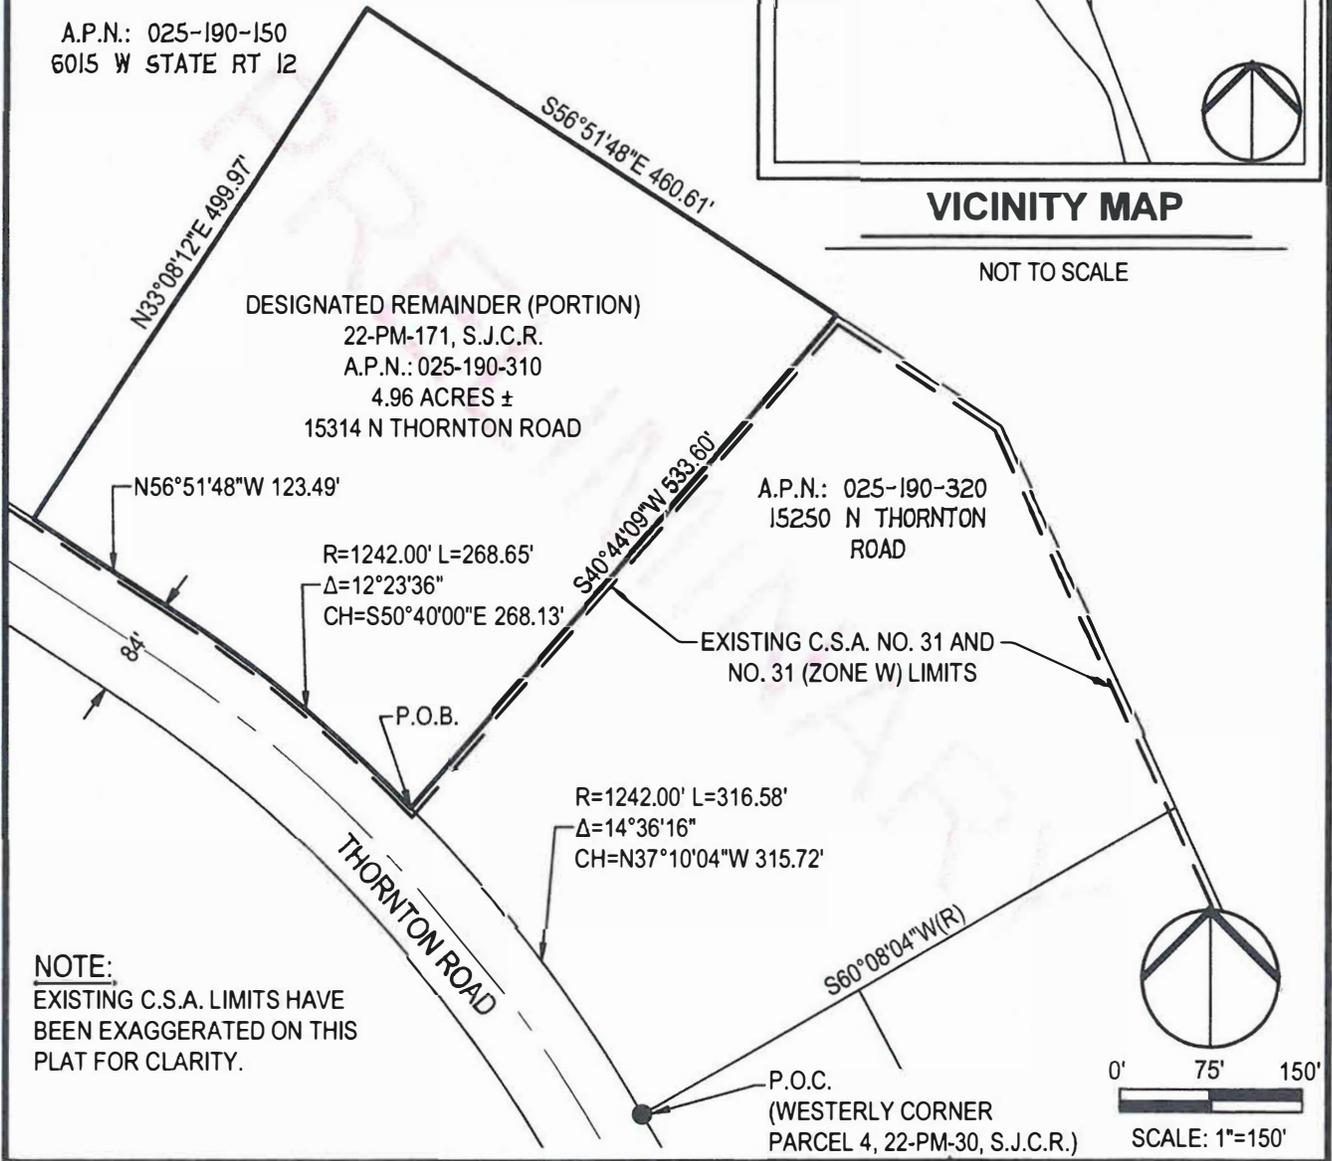 A.P.N.: 025-190-150
6015 W STATE RT 12
N33°08'12"E 499.97'
S56°51'48"E 460.61'
VICINITY MAP
NOT TO SCALE
DESIGNATED REMAINDER (PORTION)
22-PM-171, S.J.C.R.
A.P.N.: 025-190-310
4.96 ACRES ±
15314 N THORNTON ROAD
N56°51'48"W 123.49'
R=1242.00' L=268.65'
Δ=12°23'36"
CH=S50°40'00"E 268.13'
S40°44'09"W 533.60'
A.P.N.: 025-190-320
15250 N THORNTON
ROAD
84'
EXISTING C.S.A. NO. 31 AND
NO. 31 (ZONE W) LIMITS
P.O.B.
R=1242.00' L=316.58'
Δ=14°36'16"
CH=N37°10'04"W 315.72'
THORNTON ROAD
S60°08'04"W(R)
NOTE:
EXISTING C.S.A. LIMITS HAVE
BEEN EXAGGERATED ON THIS
PLAT FOR CLARITY.
P.O.C.
(WESTERLY CORNER
PARCEL 4, 22-PM-30, S.J.C.R.)
0' 75' 150'
SCALE: 1"=150'
PRELIMINARY